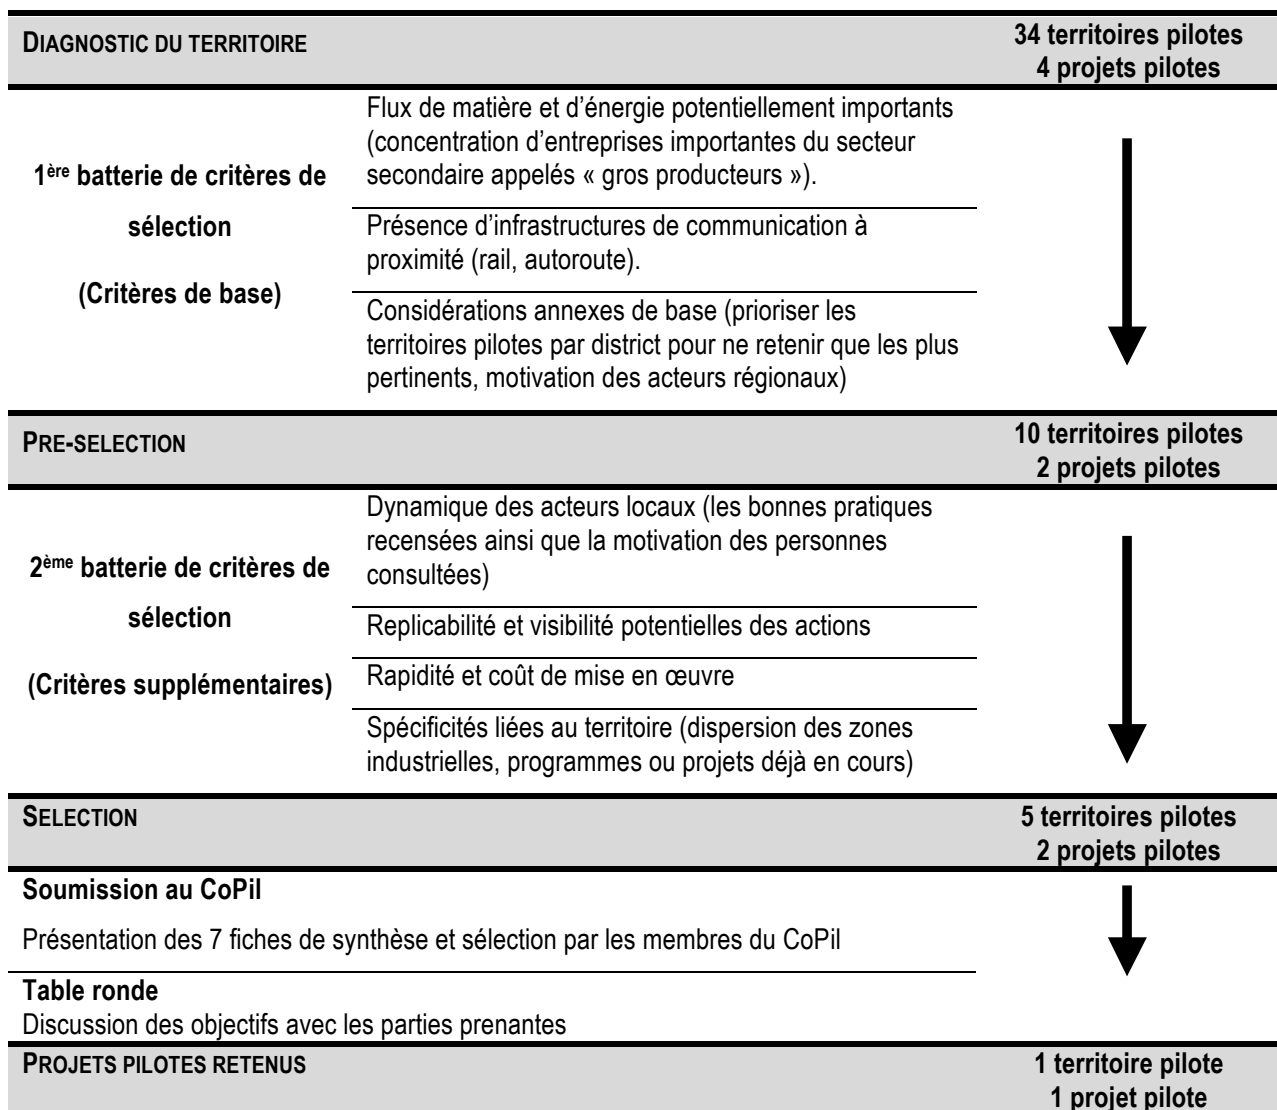 DIAGNOSTIC DU TERRITOIRE
34 territoires pilotes
4 projets pilotes
1ère batterie de critères de
sélection
(Critères de base)
Flux de matière et d’énergie potentiellement importants
(concentration d’entreprises importantes du secteur
secondaire appelés « gros producteurs »).
Présence d’infrastructures de communication à
proximité (rail, autoroute).
Considérations annexes de base (prioriser les
territoires pilotes par district pour ne retenir que les plus
pertinents, motivation des acteurs régionaux)
PRE-SELECTION
10 territoires pilotes
2 projets pilotes
2ème batterie de critères de
sélection
(Critères supplémentaires)
Dynamique des acteurs locaux (les bonnes pratiques
recensées ainsi que la motivation des personnes
consultées)
Replicabilité et visibilité potentielles des actions
Rapidité et coût de mise en œuvre
Spécificités liées au territoire (dispersion des zones
industrielles, programmes ou projets déjà en cours)
SELECTION
5 territoires pilotes
2 projets pilotes
Soumission au CoPil
Présentation des 7 fiches de synthèse et sélection par les membres du CoPil
Table ronde
Discussion des objectifs avec les parties prenantes
PROJETS PILOTES RETENUS
1 territoire pilote
1 projet pilote